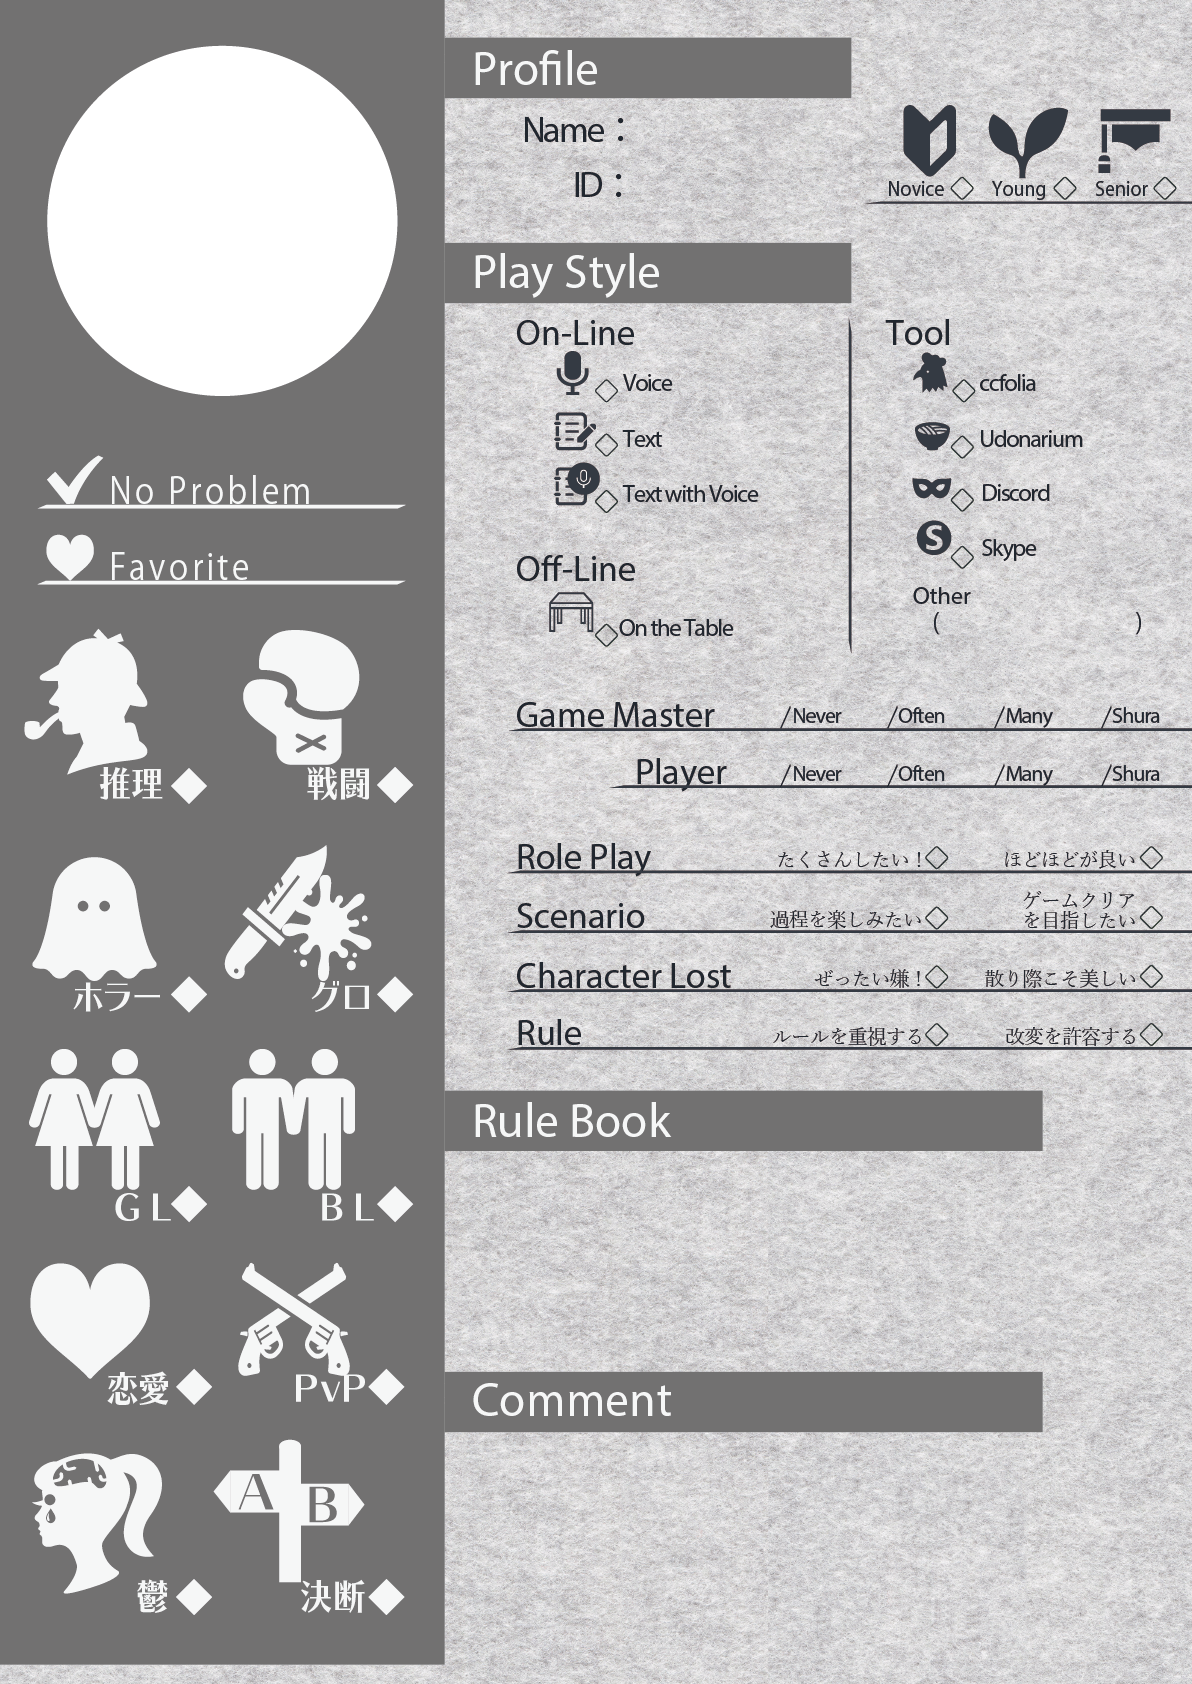 No Problem
Favorite
推理◇
戦闘◇
ホラー◇
グロ◇
GL◇
BL◇
恋愛◇
PvP◇
A
B
鬱◇
決断◇
Profile
Name：
ID：
Novice◇ Young◇ Senior◇
Play Style
On-Line
◇Voice
◇Text
◇Text with Voice
Off-Line
◇On the Table
Tool
◇ccfolia
◇Udonarium
◇Discord
S
◇Skype
Other
( )
Game Master /Never /Often /Many /Shura
Player /Never /Often /Many /Shura
Role Play たくさんしたい！◇ ほどほどが良い◇
Scenario 過程を楽しみたい◇ ゲームクリア
を目指したい◇
Character Lost ぜったい嫌！◇ 散り際こそ美しい◇
Rule ルールを重視する◇ 改変を許容する◇
Rule Book
Comment